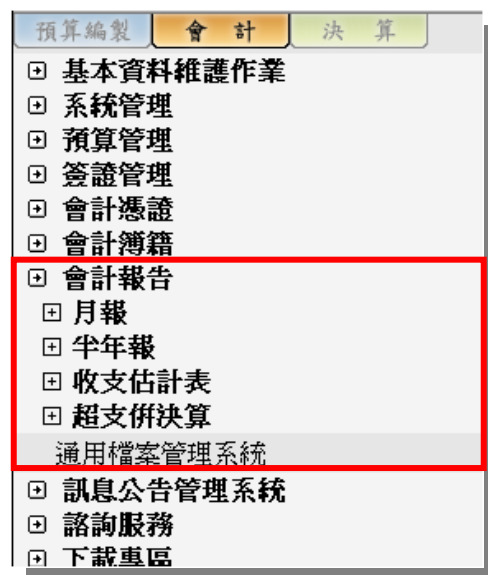 預算編製 會計 決算
基本資料維護作業
系統管理
預算管理
簽證管理
會計憑證
會計簿籍
會計報告
月報
半年報
收支估計表
超支併決算
通用檔案管理系統
訊息公告管理系統
諮詢服務
下載專區